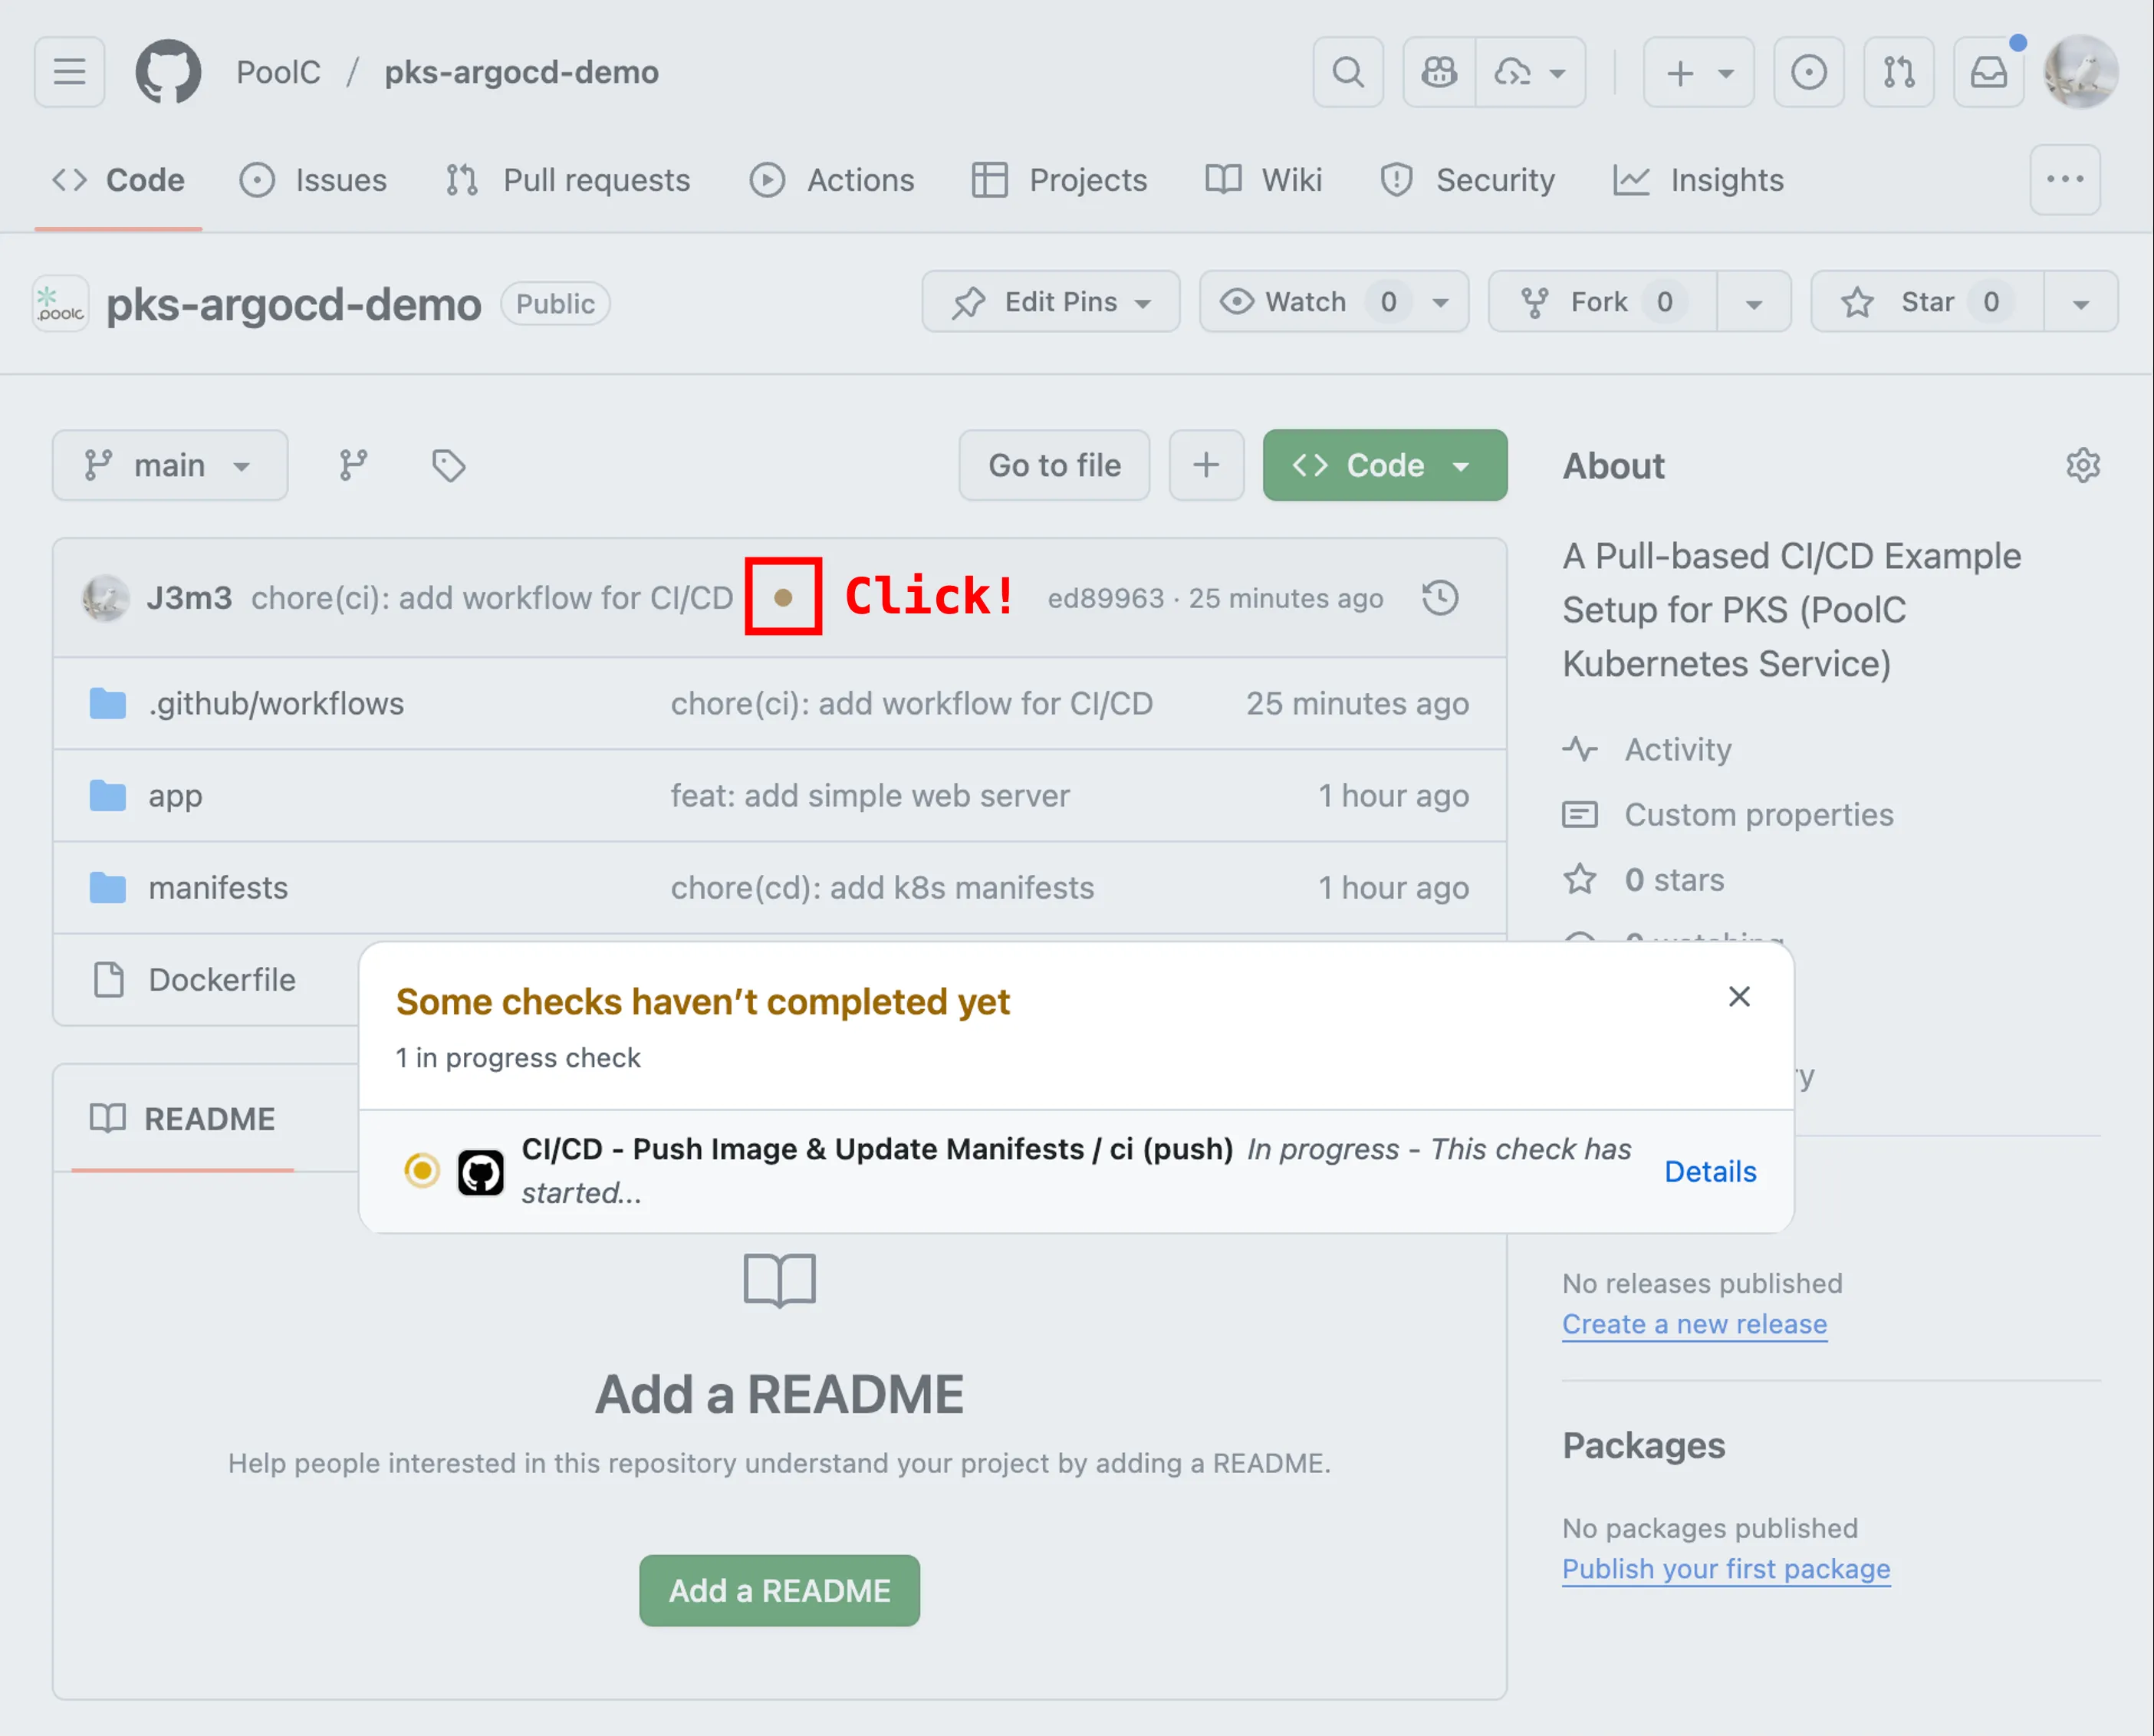 PoolC / pks-argocd-demo
Code Issues Pull requests Actions Projects Wiki Security Insights
poolc pks-argocd-demo Public Edit Pins Watch 0 Fork 0 Star 0
main Go to file Code
About
A Pull-based CI/CD Example
Setup for PKS (PoolC
Kubernetes Service)
J3m3 chore(ci): add workflow for CI/CD Click! ed89963 · 25 minutes ago
.github/workflows chore(ci): add workflow for CI/CD 25 minutes ago
app feat: add simple web server 1 hour ago
manifests chore(cd): add k8s manifests 1 hour ago
Dockerfile
Activity
Custom properties
0 stars
0 watching
Some checks haven't completed yet
1 in progress check
CI/CD - Push Image & Update Manifests / ci (push) In progress - This check has
started...
Details
README
Add a README
Help people interested in this repository understand your project by adding a README.
Add a README
No releases published
Create a new release
Packages
No packages published
Publish your first package